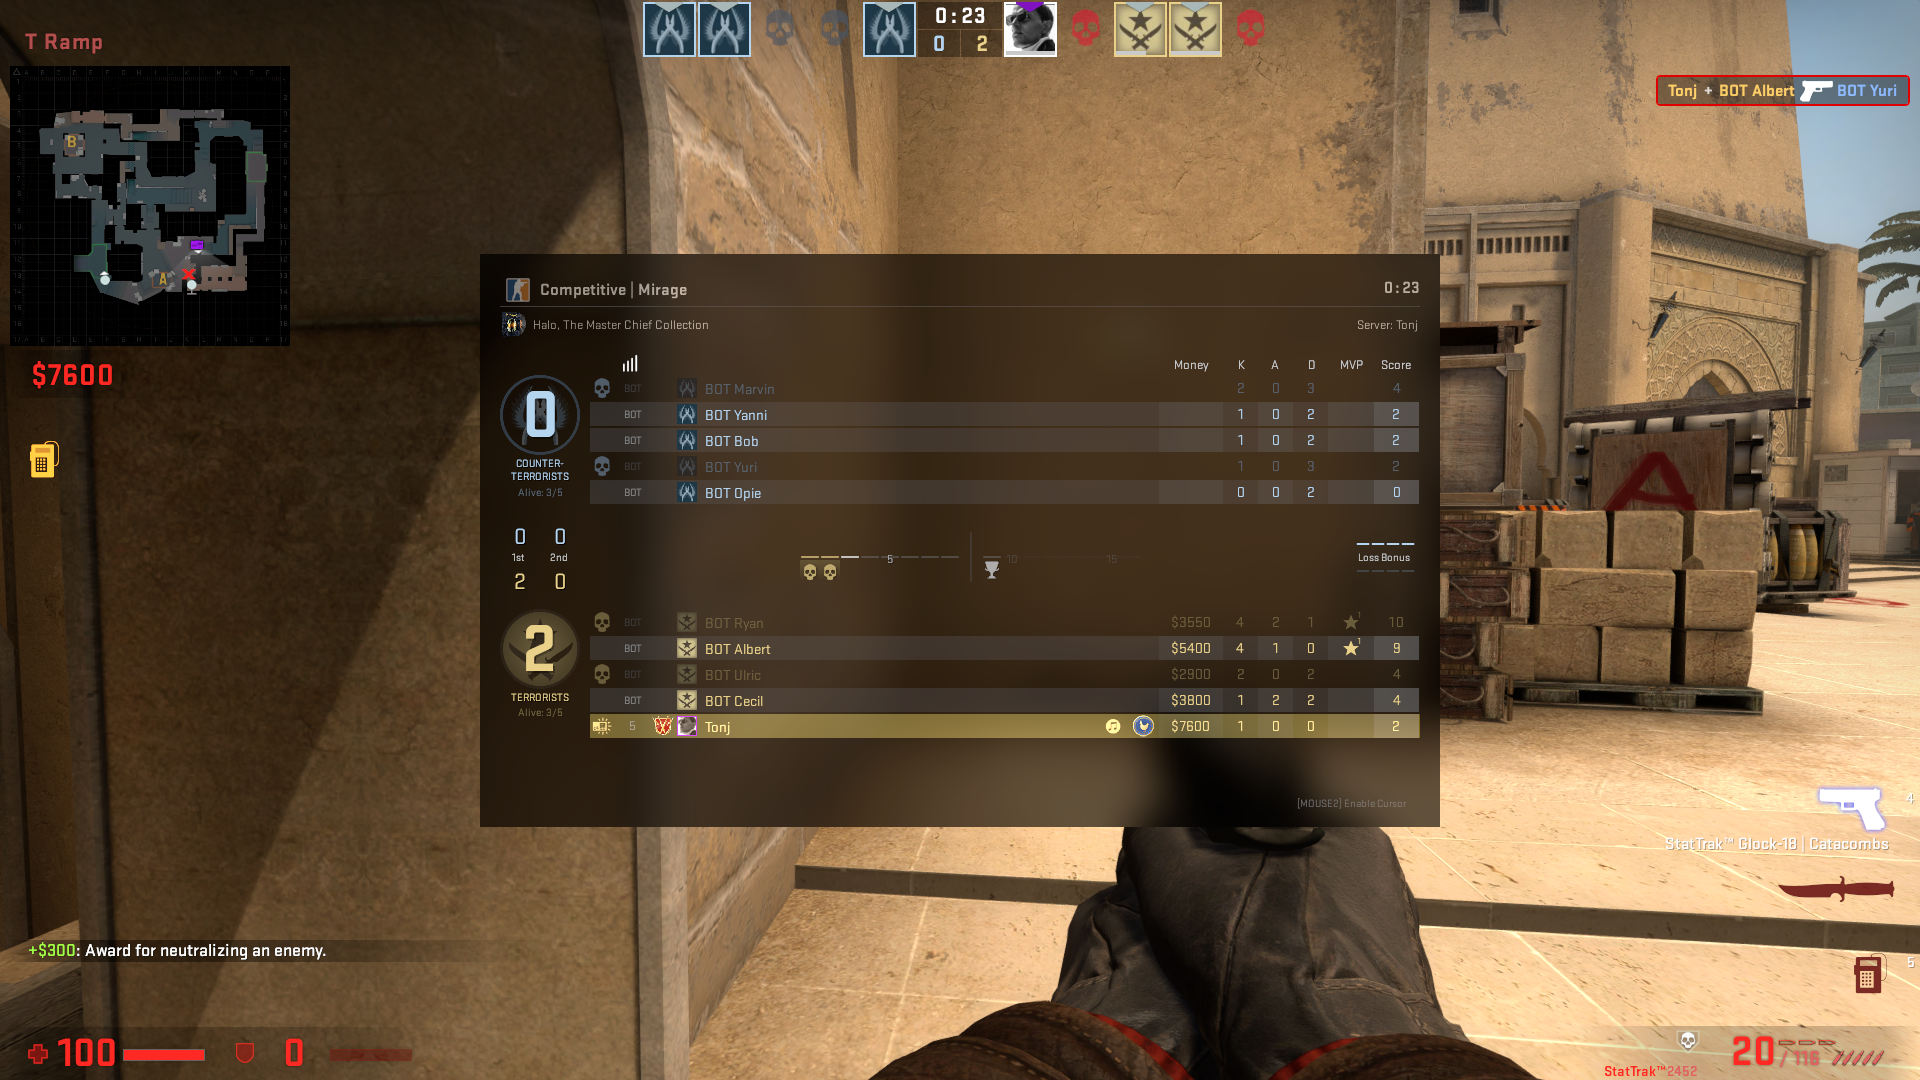 0:23
0 2
T Ramp
B
A
Tonj + BOT Albert BOT Yuri
$7600
Competitive | Mirage 0:23
Halo, The Master Chief Collection Server: Tonj
Money K A D MVP Score
BOT BOT Marvin 2 0 3 4
BOT BOT Yanni 1 0 2 2
BOT BOT Bob 1 0 2 2
BOT BOT Yuri 1 0 3 2
BOT BOT Opie 0 0 2 0
0
COUNTER-
TERRORISTS
Alive: 3/5
0 0
1st 2nd
2 0
5 10 15
Loss Bonus
BOT BOT Ryan $3550 4 2 1 1 10
BOT BOT Albert $5400 4 1 0 1 9
BOT BOT Ulric $2900 2 0 2 4
BOT BOT Cecil $3800 1 2 2 4
5 Tonj $7600 1 0 0 2
2
TERRORISTS
Alive: 3/5
[MOUSE2] Enable Cursor
A
4
StatTrak™ Glock-18 | Catacombs
5
+$300: Award for neutralizing an enemy.
100 0
20 / 116
StatTrak™2452